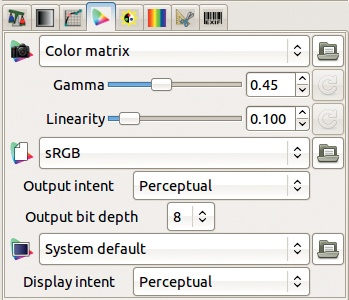 EXIF
Color matrix
Gamma 0.45
Linearity 0.100
sRGB
Output intent Perceptual
Output bit depth 8
System default
Display intent Perceptual